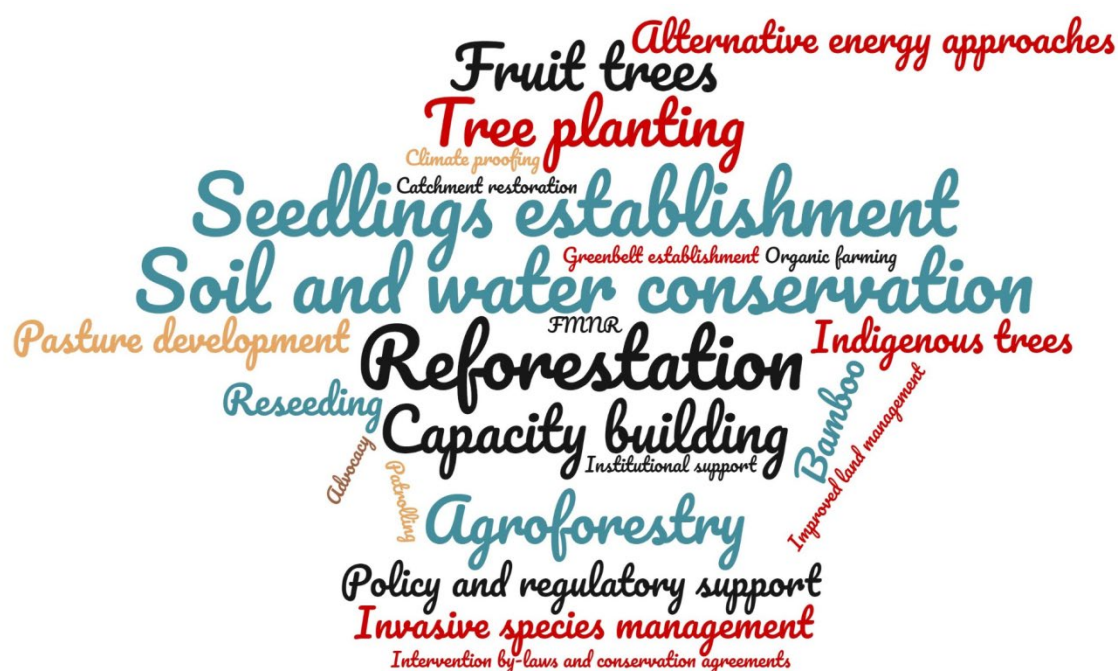 Alternative energy approaches
Fruit trees
Tree planting
Climate proofing
Catchment restoration
Seedlings establishment
Greenbelt establishment
Organic farming
Soil and water conservation
FMNR
Pasture development
Reforestation
Indigenous trees
Reseeding
Capacity building
Bamboo
Improved land management
Institutional support
Advocacy
Patrolling
Agroforestry
Policy and regulatory support
Invasive species management
Intervention by-laws and conservation agreements